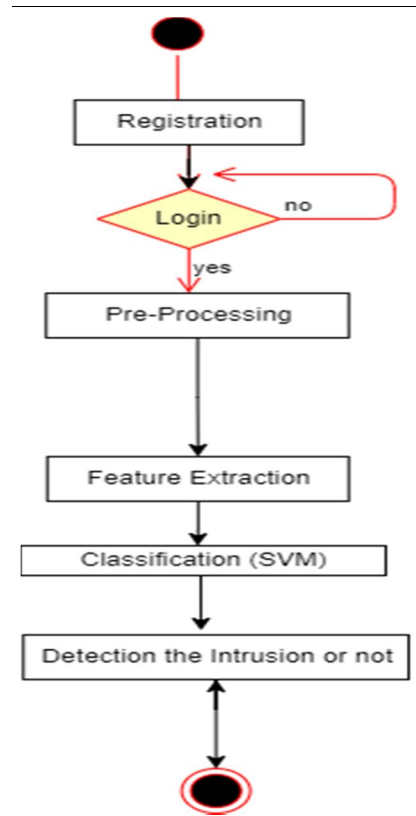 Registration
Login
no
yes
Pre-Processing
Feature Extraction
Classification (SVM)
Detection the Intrusion or not